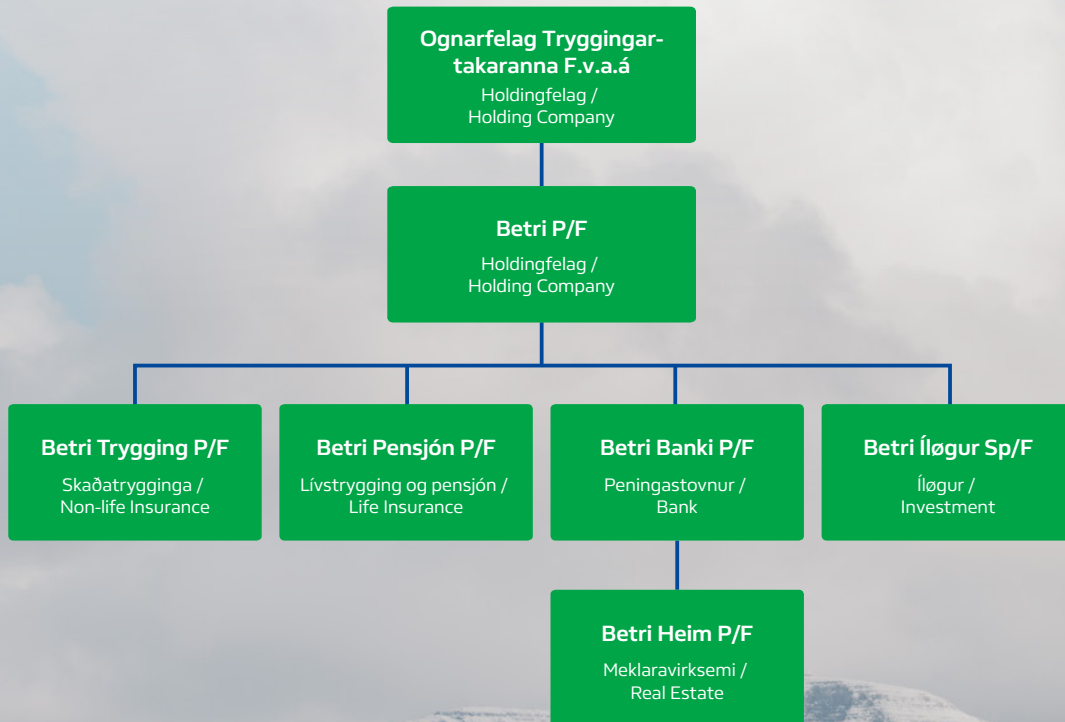 Ognarfelag Tryggingar-
takaranna F.v.a.á
Holdingfelag /
Holding Company
Betri P/F
Holdingfelag /
Holding Company
Betri Trygging P/F
Skaðatrygginga /
Non-life Insurance
Betri Pensjón P/F
Lívstrygging og pensjón /
Life Insurance
Betri Banki P/F
Peningastovnur /
Bank
Betri Íløgur Sp/F
Íløgur /
Investment
Betri Heim P/F
Meklaravirksemi /
Real Estate